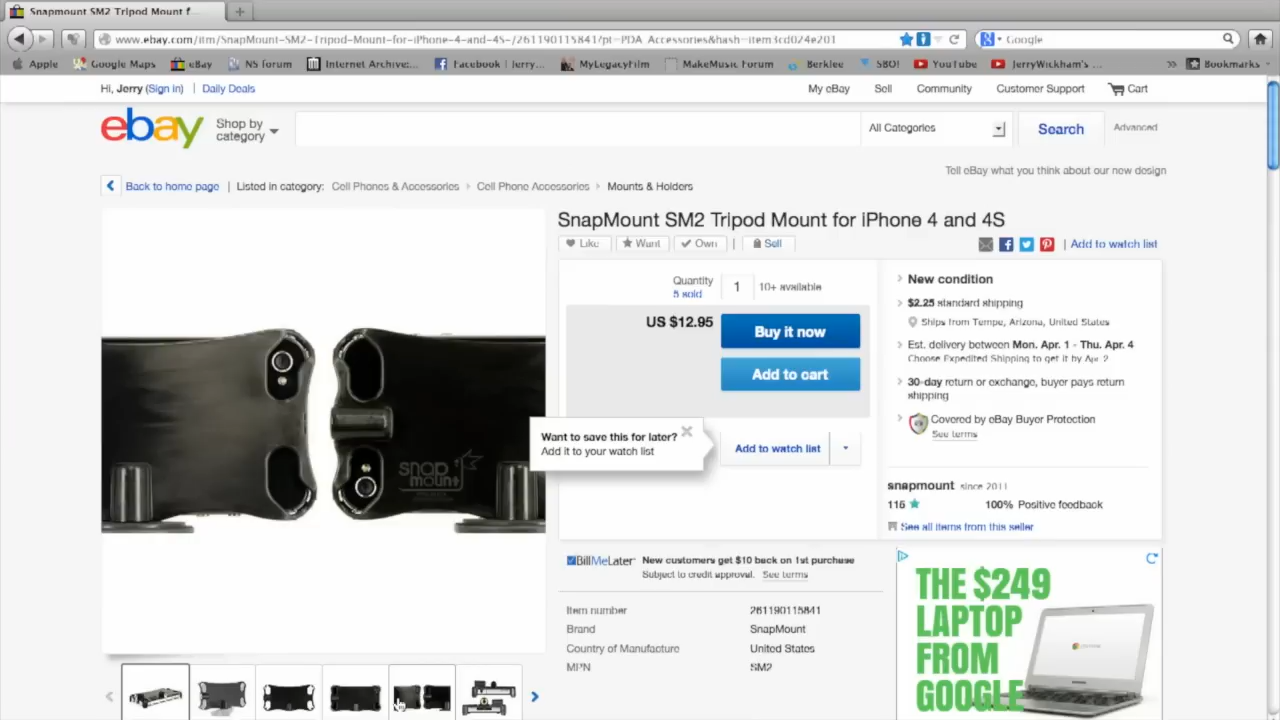 Snapmount SM2 Tripod Mount f...
www.ebay.com/itm/SnapMount-SM2-Tripod-Mount-for-iPhone-4-and-4S-/261190115841?pt=PDA_Accessories&hash=item3cd024e201
Google
Apple Google Maps eBay NS forum Internet Archive:... Facebook | Jerry... MyLegacyFilm MakeMusic Forum Berklee SBO! YouTube JerryWickham's ... Bookmarks
Hi, Jerry (Sign in) | Daily Deals
My eBay Sell Community Customer Support Cart
ebay
Shop by category
All Categories
Search
Advanced
Tell eBay what you think about our new design
Back to home page | Listed in category: Cell Phones & Accessories > Cell Phone Accessories > Mounts & Holders
SnapMount SM2 Tripod Mount for iPhone 4 and 4S
Like Want Own | Sell
| Add to watch list
Quantity 1 10+ available
5 sold
US $12.95
Buy it now
Add to cart
Want to save this for later?
Add it to your watch list
Add to watch list
New condition
$2.25 standard shipping
Ships from Tempe, Arizona, United States
Est. delivery between Mon. Apr. 1 - Thu. Apr. 4
Choose Expedited Shipping to get it by Apr. 2
30-day return or exchange, buyer pays return
shipping
Covered by eBay Buyer Protection
See terms
snapmount since 2011
116 100% Positive feedback
See all items from this seller
snap
mount
BillMeLater New customers get $10 back on 1st purchase
Subject to credit approval. See terms
Item number 261190115841
Brand SnapMount
Country of Manufacture United States
MPN SM2
THE $249
LAPTOP
FROM
GOOGLE